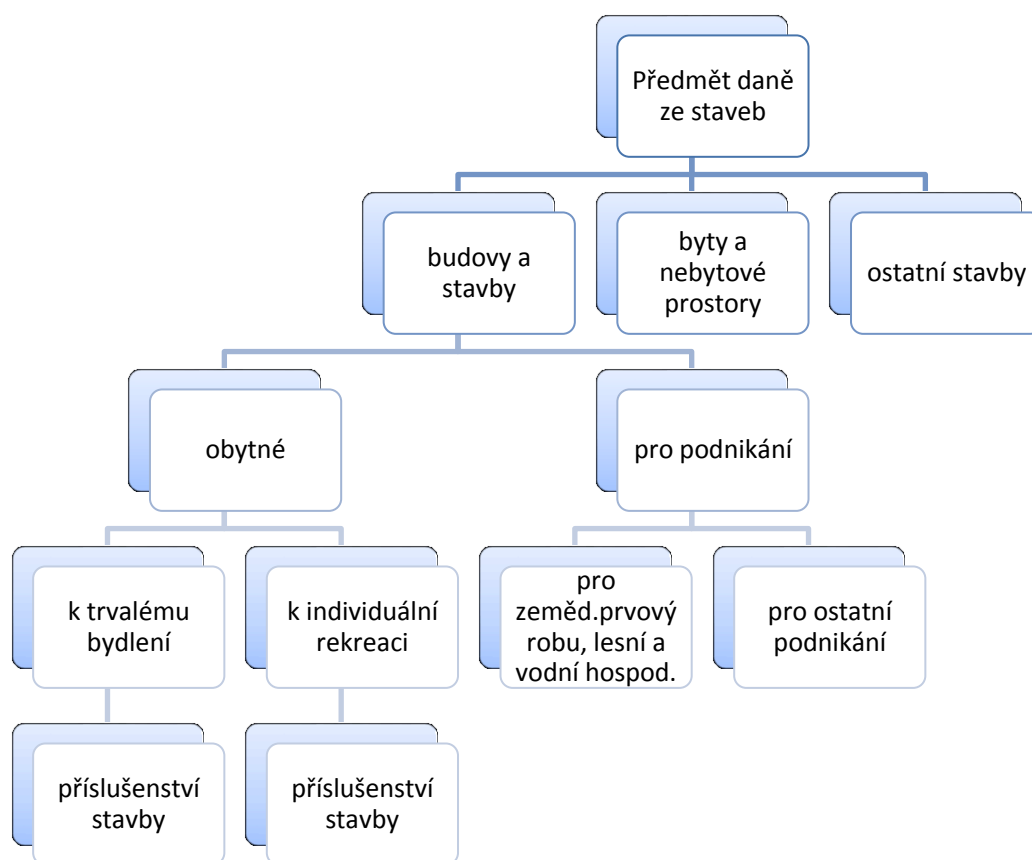 Předmět daně
ze staveb
budovy a
stavby
byty a
nebytové
prostory
ostatní stavby
obytné
pro podnikání
k trvalému
bydlení
k individuální
rekreaci
pro
zeměd.prvový
robu, lesní a
vodní hospod.
pro ostatní
podnikání
příslušenství
stavby
příslušenství
stavby